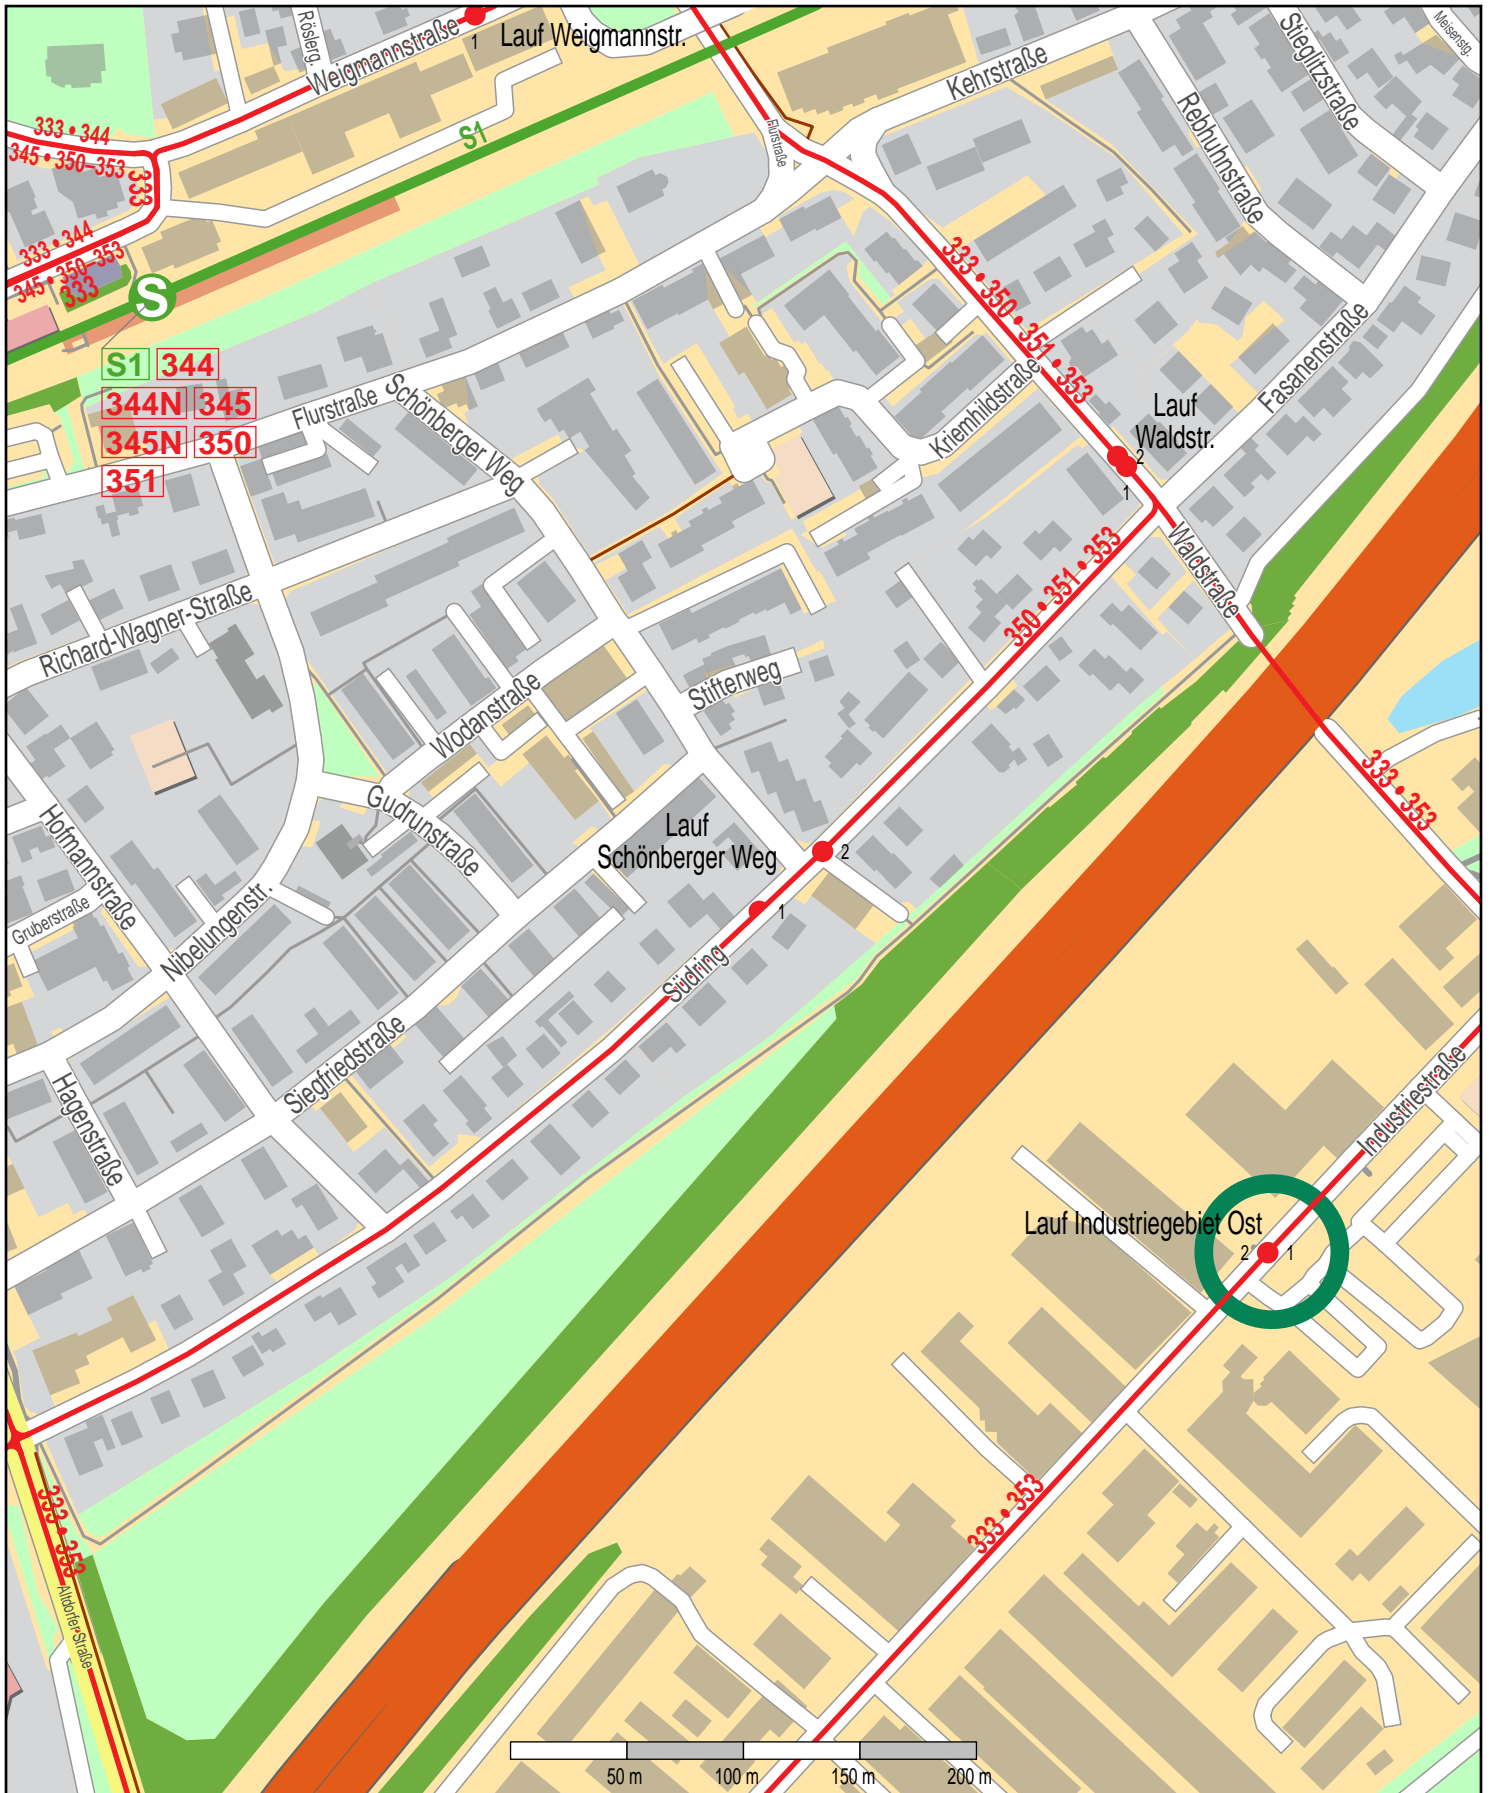 Röslerg.
Weigmannstraße
1
Lauf Weigmannstr.
Kehrstraße
Stieglitzstraße
Meisenstg.
Rebhuhnstraße
333 • 344
345 • 350-353
333
S1
Flurstraße
333 • 344
345 • 350-353
333
S
333 • 350 • 351 • 353
Fasanenstraße
S1 344
344N 345
345N 350
351
Flurstraße
Schönberger Weg
Kriemhildstraße
Lauf
Waldstr.
2
1
Waldstraße
350 • 351 • 353
Richard-Wagner-Straße
Stifterweg
Wodanstraße
333 • 353
Gudrunstraße
Hofmannstraße
Lauf
Schönberger Weg
2
1
Gruberstraße
Nibelungenstr.
Südring
Siegfriedstraße
Hagenstraße
Industriestraße
Lauf Industriegebiet Ost
2
1
333 • 353
333 • 353
Altdorfer Straße
50 m
100 m
150 m
200 m